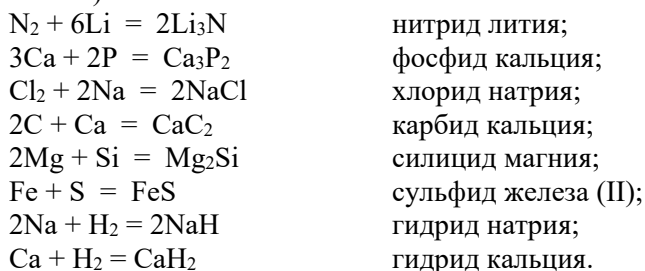 N₂ + 6Li = 2Li₃N нитрид лития;
3Ca + 2P = Ca₃P₂ фосфид кальция;
Cl₂ + 2Na = 2NaCl хлорид натрия;
2C + Ca = CaC₂ карбид кальция;
2Mg + Si = Mg₂Si силицид магния;
Fe + S = FeS сульфид железа (II);
2Na + H₂ = 2NaH гидрид натрия;
Ca + H₂ = CaH₂ гидрид кальция.